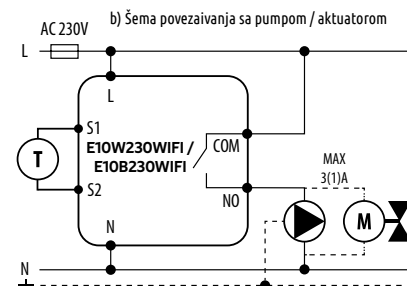 b) Šema povezaivanja sa pumpom / aktuatorom
AC 230V
L
L
S1
E10W230WIFI /
E10B230WIFI
COM
T
MAX
3(1)A
S2
NO
M
N
N